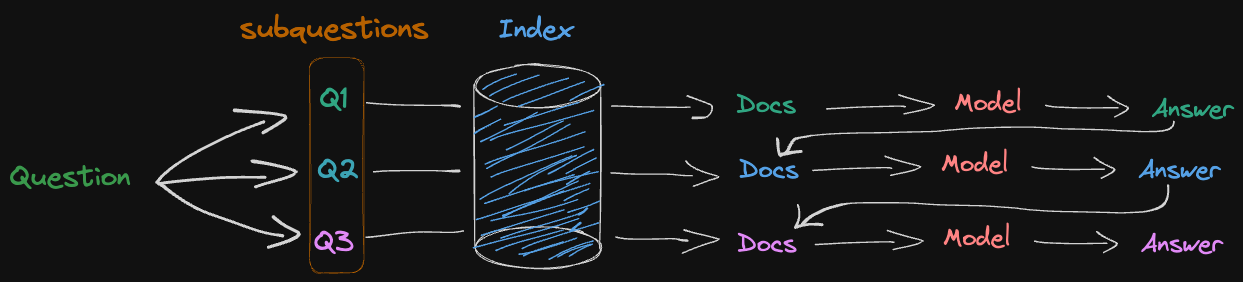 subquestions
Index
Q1
Docs
Model
Answer
Question
Q2
Docs
Model
Answer
Q3
Docs
Model
Answer